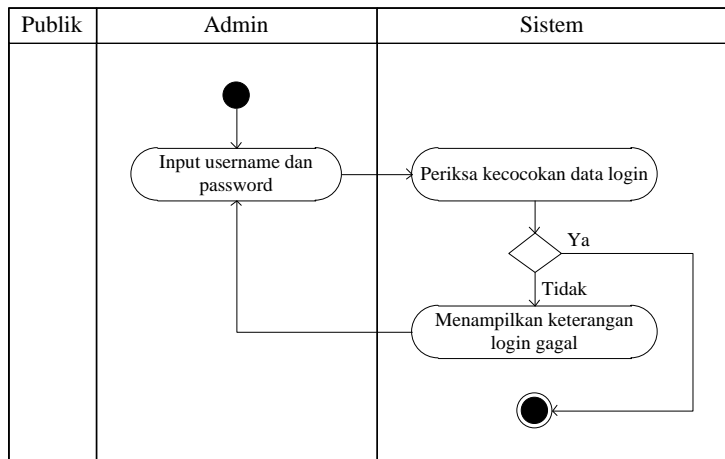 Publik
Admin
Sistem
Input username dan
password
Periksa kecocokan data login
Ya
Tidak
Menampilkan keterangan
login gagal